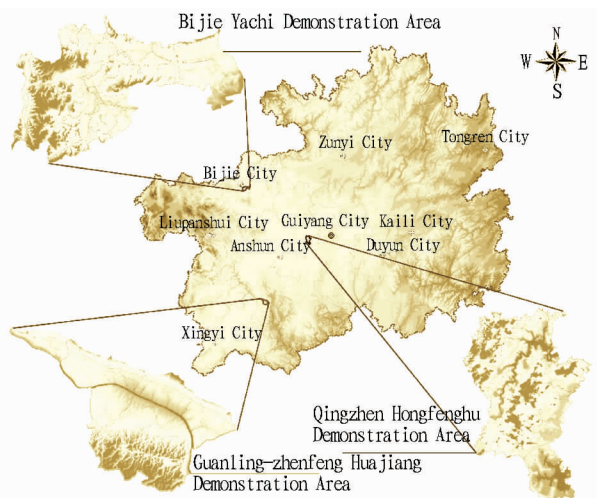 Bijie Yachi Demonstration Area
N
W E
S
Zunyi City
Tongren City
Bijie City
Liupanshui City
Guiyang City
Kaili City
Anshun City
Duyun City
Xingyi City
Qingzhen Hongfenghu
Demonstration Area
Guanling-zhenfeng Huajiang
Demonstration Area